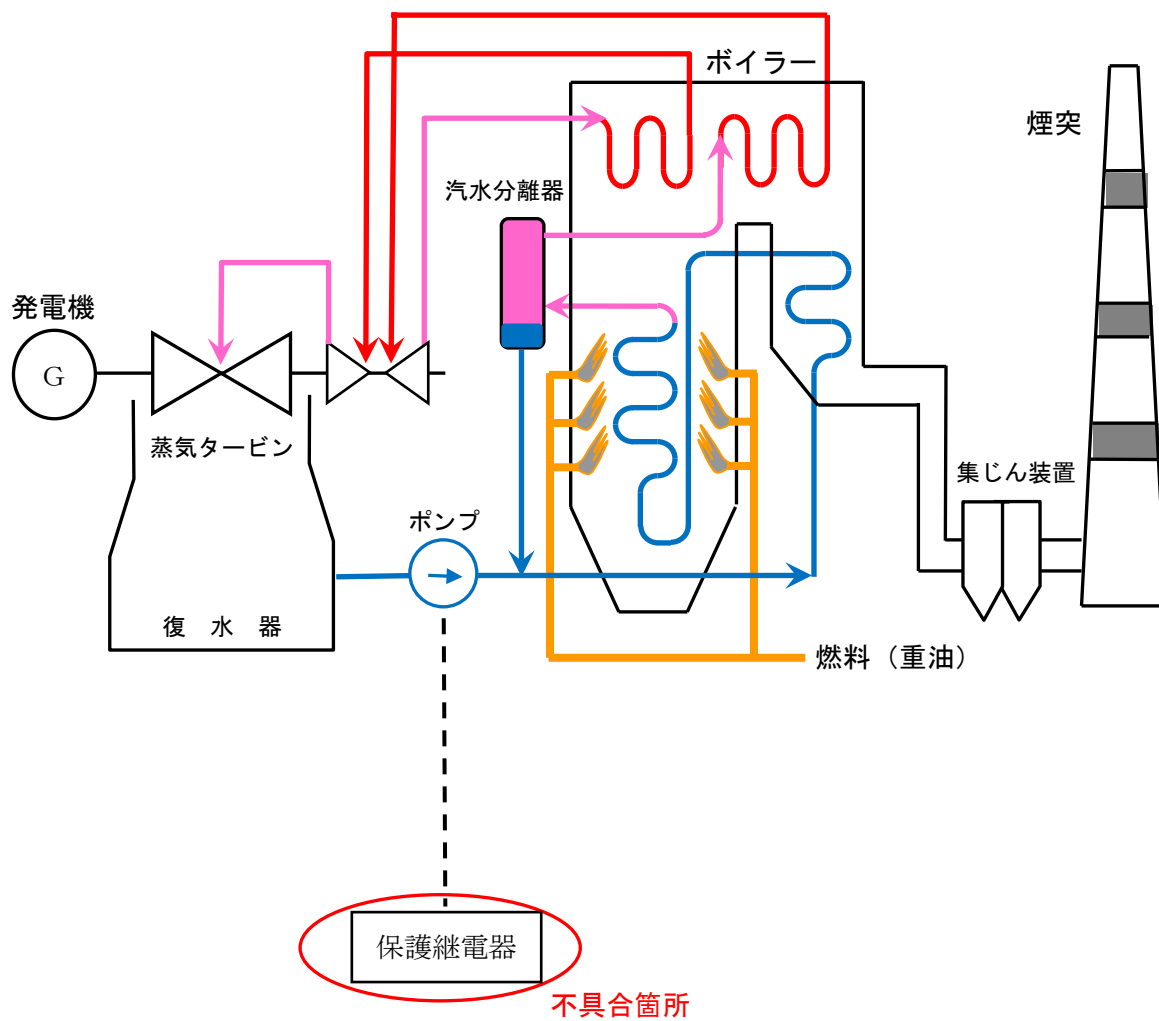 ボイラー
煙突
汽水分離器
発電機
G
蒸気タービン
集じん装置
ポンプ
復 水 器
燃料（重油）
保護継電器
不具合箇所